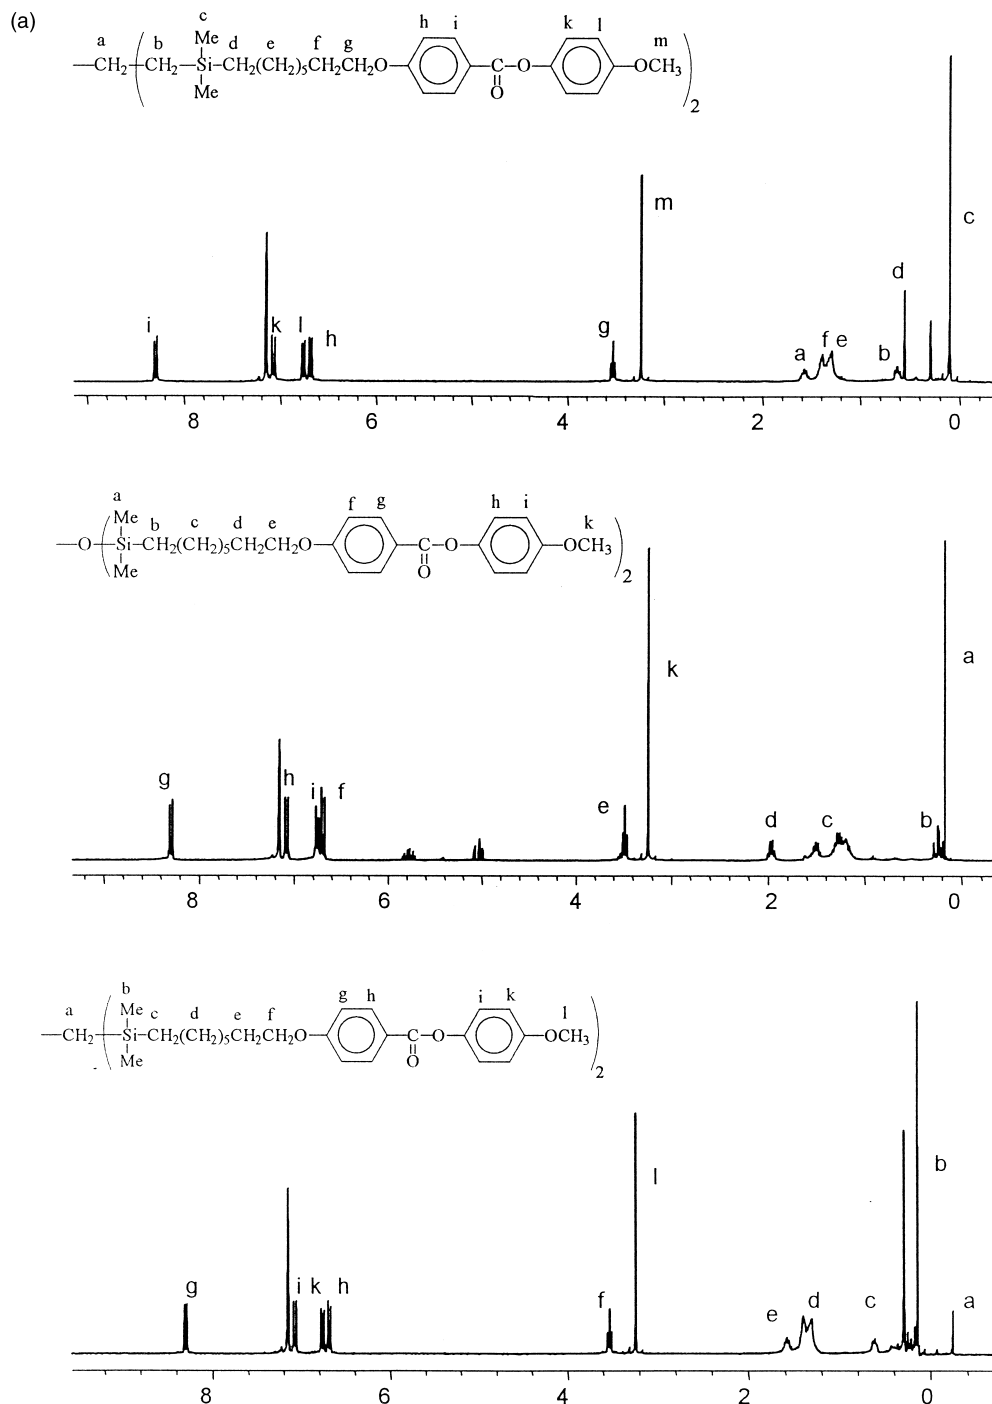 (a)
c
a b Me d e f g h i k l m
—CH₂—(CH₂—Si—CH₂(CH₂)₅CH₂CH₂O C—O OCH₃)₂
Me O
c
m
d
i k l h g a f e b
8 6 4 2 0
a
Me b c d e f g h i k
—O—(Si—CH₂(CH₂)₅CH₂CH₂O C—O OCH₃)₂
Me O
k a
g h i f e d c b
8 6 4 2 0
b
a Me c d e f g h i k l
—CH₂—(Si—CH₂(CH₂)₅CH₂CH₂O C—O OCH₃)₂
Me O
b
l
g i k h f e d c a
8 6 4 2 0